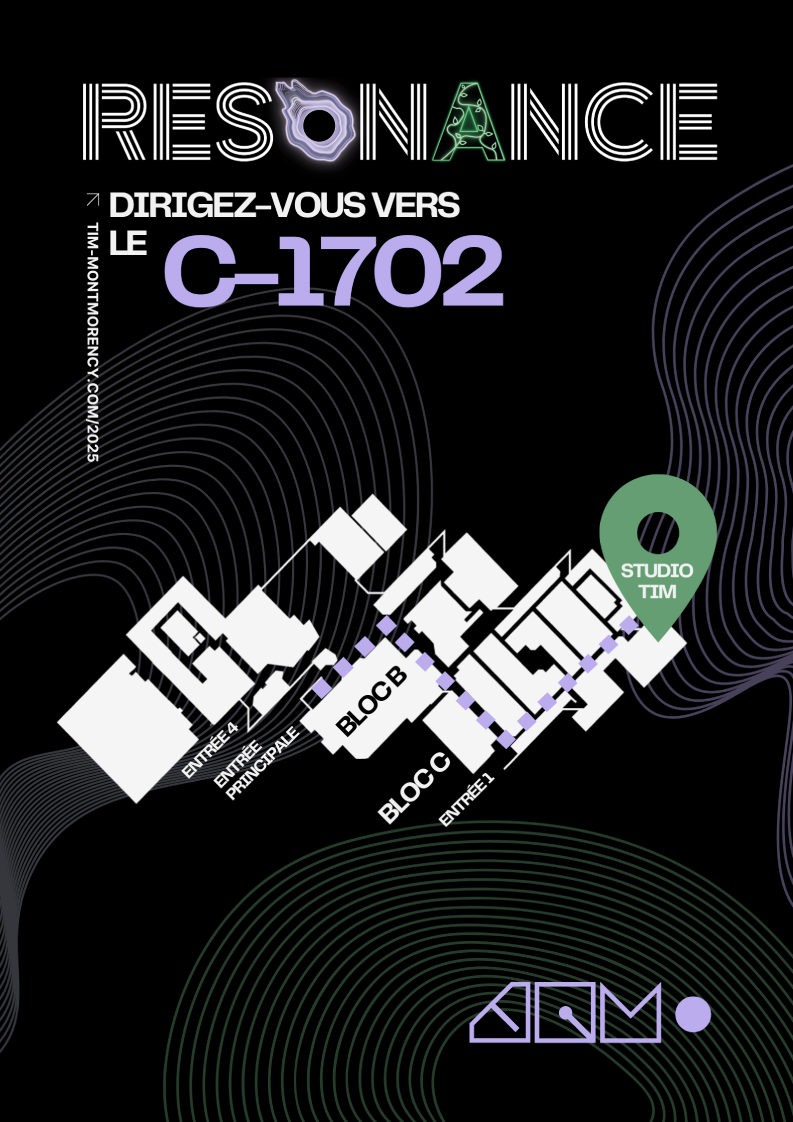 RESONANCE
DIRIGEZ-VOUS VERS
LE C-1702
TIM-MONTMORENCY.COM/2025
STUDIO
TIM
BLOC B
ENTRÉE 4
ENTRÉE
PRINCIPALE
BLOC C
ENTRÉE 1